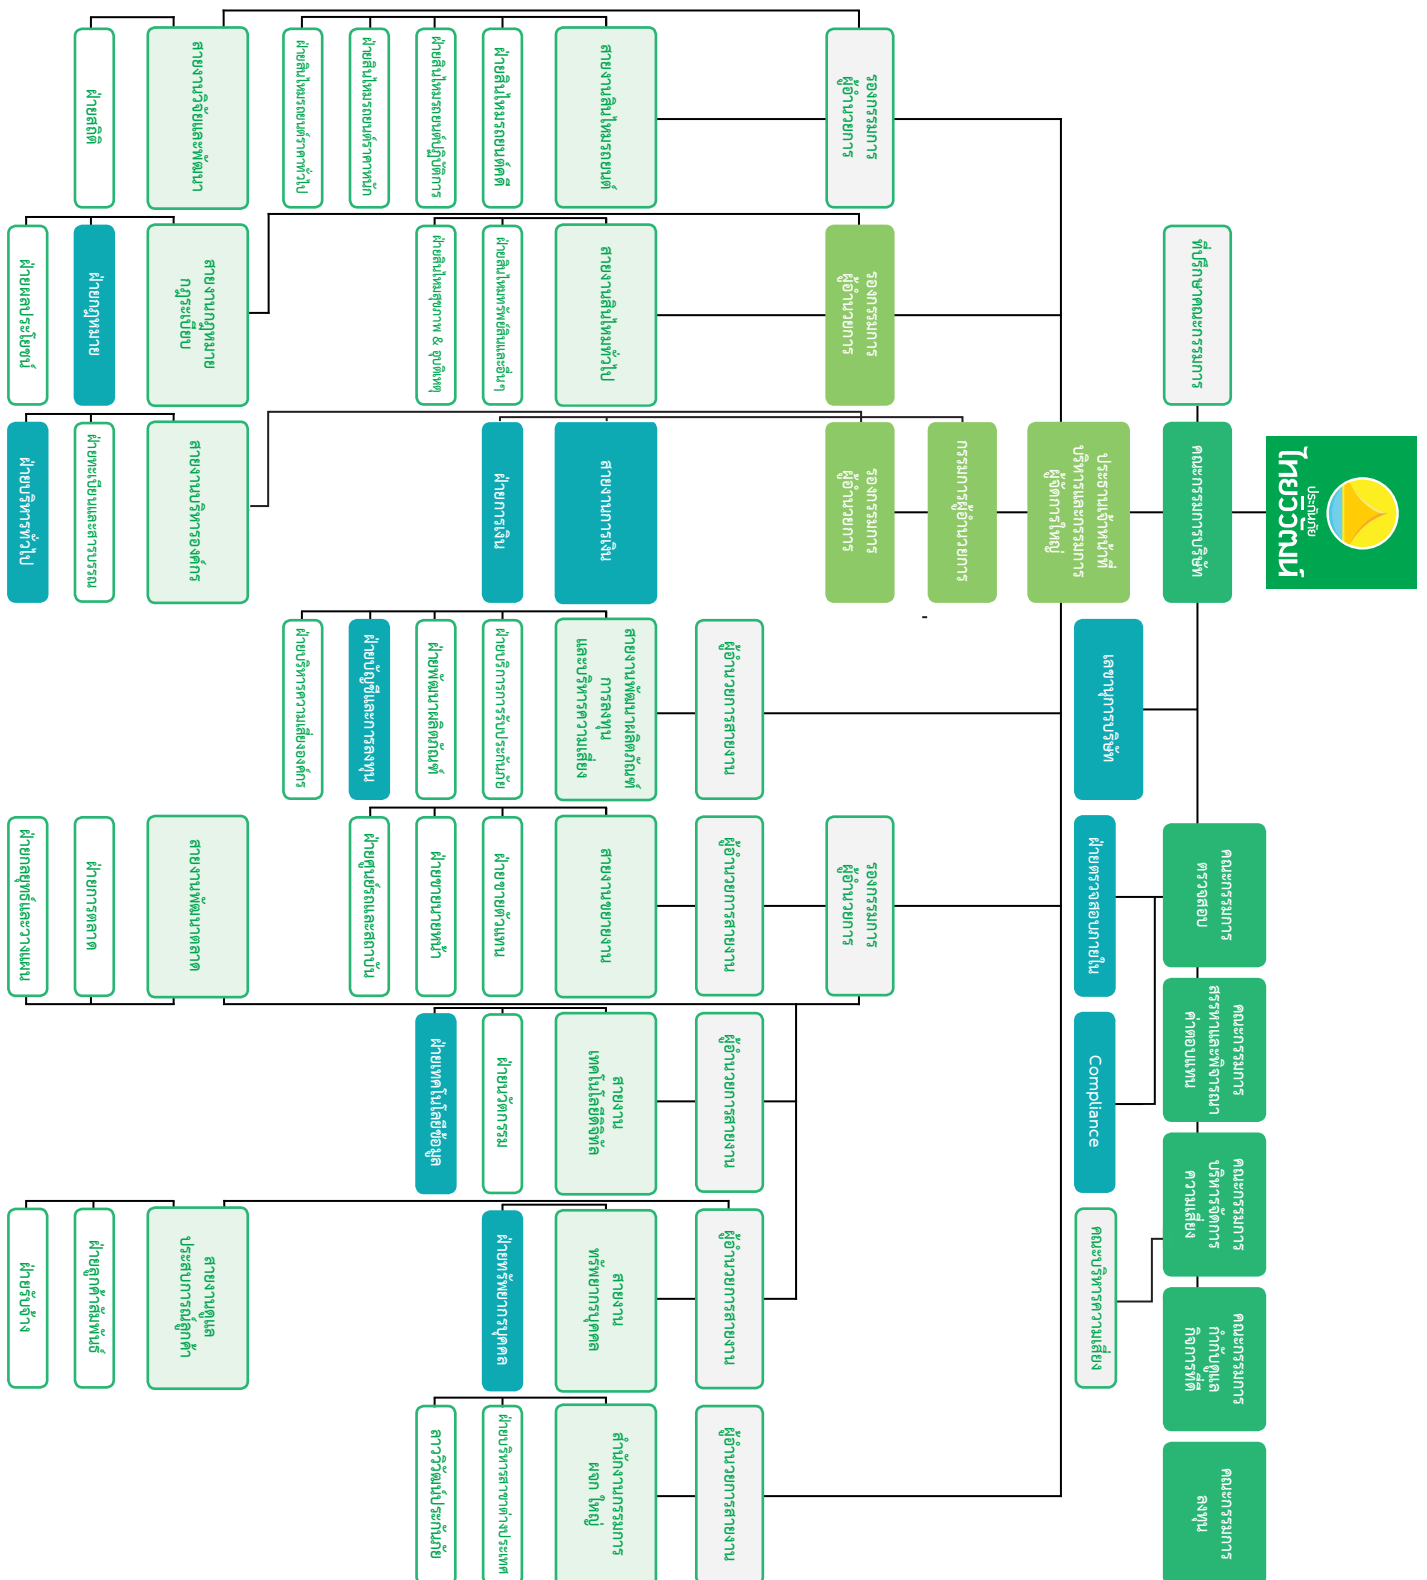 ประกันภัย
ไทยวิวัฒน์
ที่ปรึกษาคณะกรรมการ
คณะกรรมการบริษัท
คณะกรรมการ
ตรวจสอบ
คณะกรรมการ
สรรหาและพิจารณา
ค่าตอบแทน
คณะกรรมการ
บริหารจัดการ
ความเสี่ยง
คณะกรรมการ
กำกับดูแล
กิจการที่ดี
คณะกรรมการ
ลงทุน
ประธานเจ้าหน้าที่
บริหารและกรรมการ
ผู้จัดการใหญ่
เลขานุการบริษัท
ฝ่ายตรวจสอบภายใน
Compliance
คณะบริหารความเสี่ยง
กรรมการผู้อำนวยการ
รองกรรมการ
ผู้อำนวยการ
รองกรรมการ
ผู้อำนวยการ
รองกรรมการ
ผู้อำนวยการ
-
รองกรรมการ
ผู้อำนวยการ
ผู้อำนวยการสายงาน
ผู้อำนวยการสายงาน
ผู้อำนวยการสายงาน
ผู้อำนวยการสายงาน
ผู้อำนวยการสายงาน
สายงานสินไหมรถยนต์
สายงานสินไหมทั่วไป
สายงานการเงิน
สายงานพัฒนาผลิตภัณฑ์
การลงทุน
และบริหารความเสี่ยง
สายงานขยายงาน
สายงาน
เทคโนโลยีดิจิทัล
สายงาน
ทรัพยากรบุคคล
สำนักงานกรรมการ
ผจก ใหญ่
ฝ่ายสินไหมรถยนต์คดี
ฝ่ายสินไหมทรัพย์สินและอื่นๆ
ฝ่ายการเงิน
ฝ่ายบริการการรับประกันภัย
ฝ่ายขายตัวแทน
ฝ่ายนวัตกรรม
ฝ่ายทรัพยากรบุคคล
ฝ่ายบริหารสาขาต่างประเทศ
ฝ่ายสินไหมรถยนต์ปฏิบัติการ
ฝ่ายสินไหมสุขภาพ & อุบัติเหตุ
ฝ่ายพัฒนาผลิตภัณฑ์
ฝ่ายขายนายหน้า
ฝ่ายเทคโนโลยีข้อมูล
สาววิวัฒน์ประกันภัย
ฝ่ายสินไหมรถยนต์ราคาหนัก
ฝ่ายบัญชีและการลงทุน
ฝ่ายศูนย์รถและสถาบัน
ฝ่ายสินไหมรถยนต์ราคาทั่วไป
ฝ่ายบริหารความเสี่ยงองค์กร
สายงานวิจัยและพัฒนา
สายงานกฎหมาย
กฎระเบียบ
สายงานบริหารองค์กร
สายงานพัฒนาตลาด
สายงานดูแล
ประสบการณ์ลูกค้า
ฝ่ายสถิติ
ฝ่ายกฎหมาย
ฝ่ายทะเบียนและสารบรรณ
ฝ่ายการตลาด
ฝ่ายลูกค้าสัมพันธ์
ฝ่ายผลประโยชน์
ฝ่ายบริหารทั่วไป
ฝ่ายกลยุทธ์และวางแผน
ฝ่ายรับจ้าง